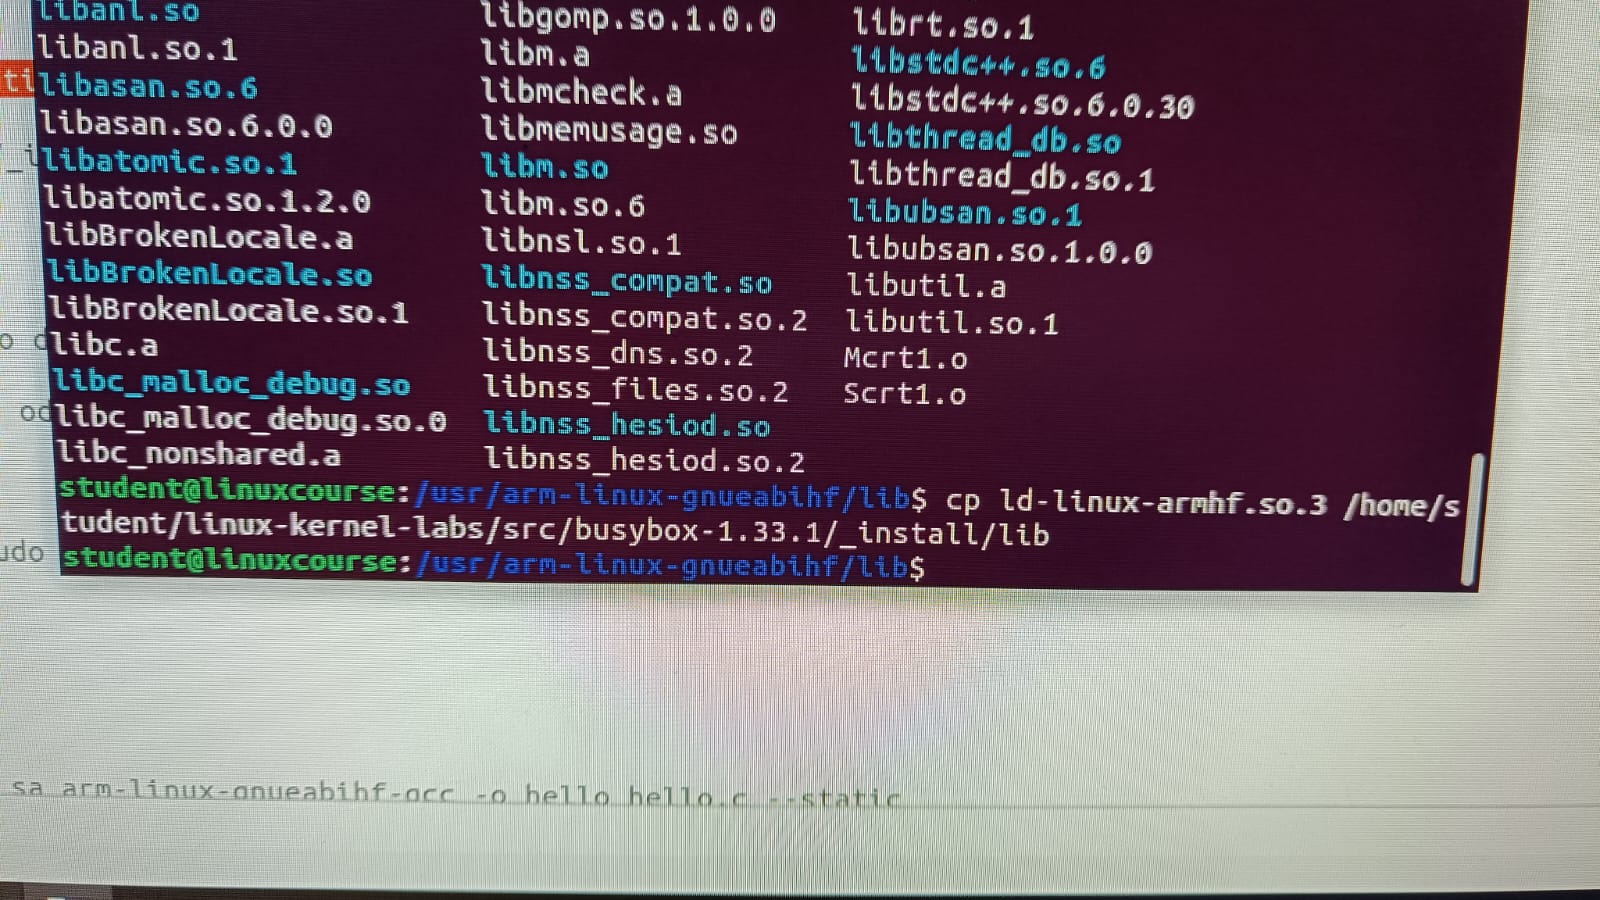 libanl.so libgomp.so.1.0.0 librt.so.1
libanl.so.1 libm.a libstdc++.so.6
ti libasan.so.6 libmcheck.a libstdc++.so.6.0.30
libasan.so.6.0.0 libmemusage.so libthread_db.so
_i libatomic.so.1 libm.so libthread_db.so.1
libatomic.so.1.2.0 libm.so.6 libubsan.so.1
libBrokenLocale.a libnsl.so.1 libubsan.so.1.0.0
libBrokenLocale.so libnss_compat.so libutil.a
libBrokenLocale.so.1 libnss_compat.so.2 libutil.so.1
libc.a libnss_dns.so.2 Mcrt1.o
libc_malloc_debug.so libnss_files.so.2 Scrt1.o
libc_malloc_debug.so.0 libnss_hesiod.so
libc_nonshared.a libnss_hesiod.so.2
student@linuxcourse:/usr/arm-linux-gnueabihf/lib$ cp ld-linux-armhf.so.3 /home/s
tudent/linux-kernel-labs/src/busybox-1.33.1/_install/lib
udo student@linuxcourse:/usr/arm-linux-gnueabihf/lib$
sa arm-linux-gnueabihf-gcc -o hello hello.c --static